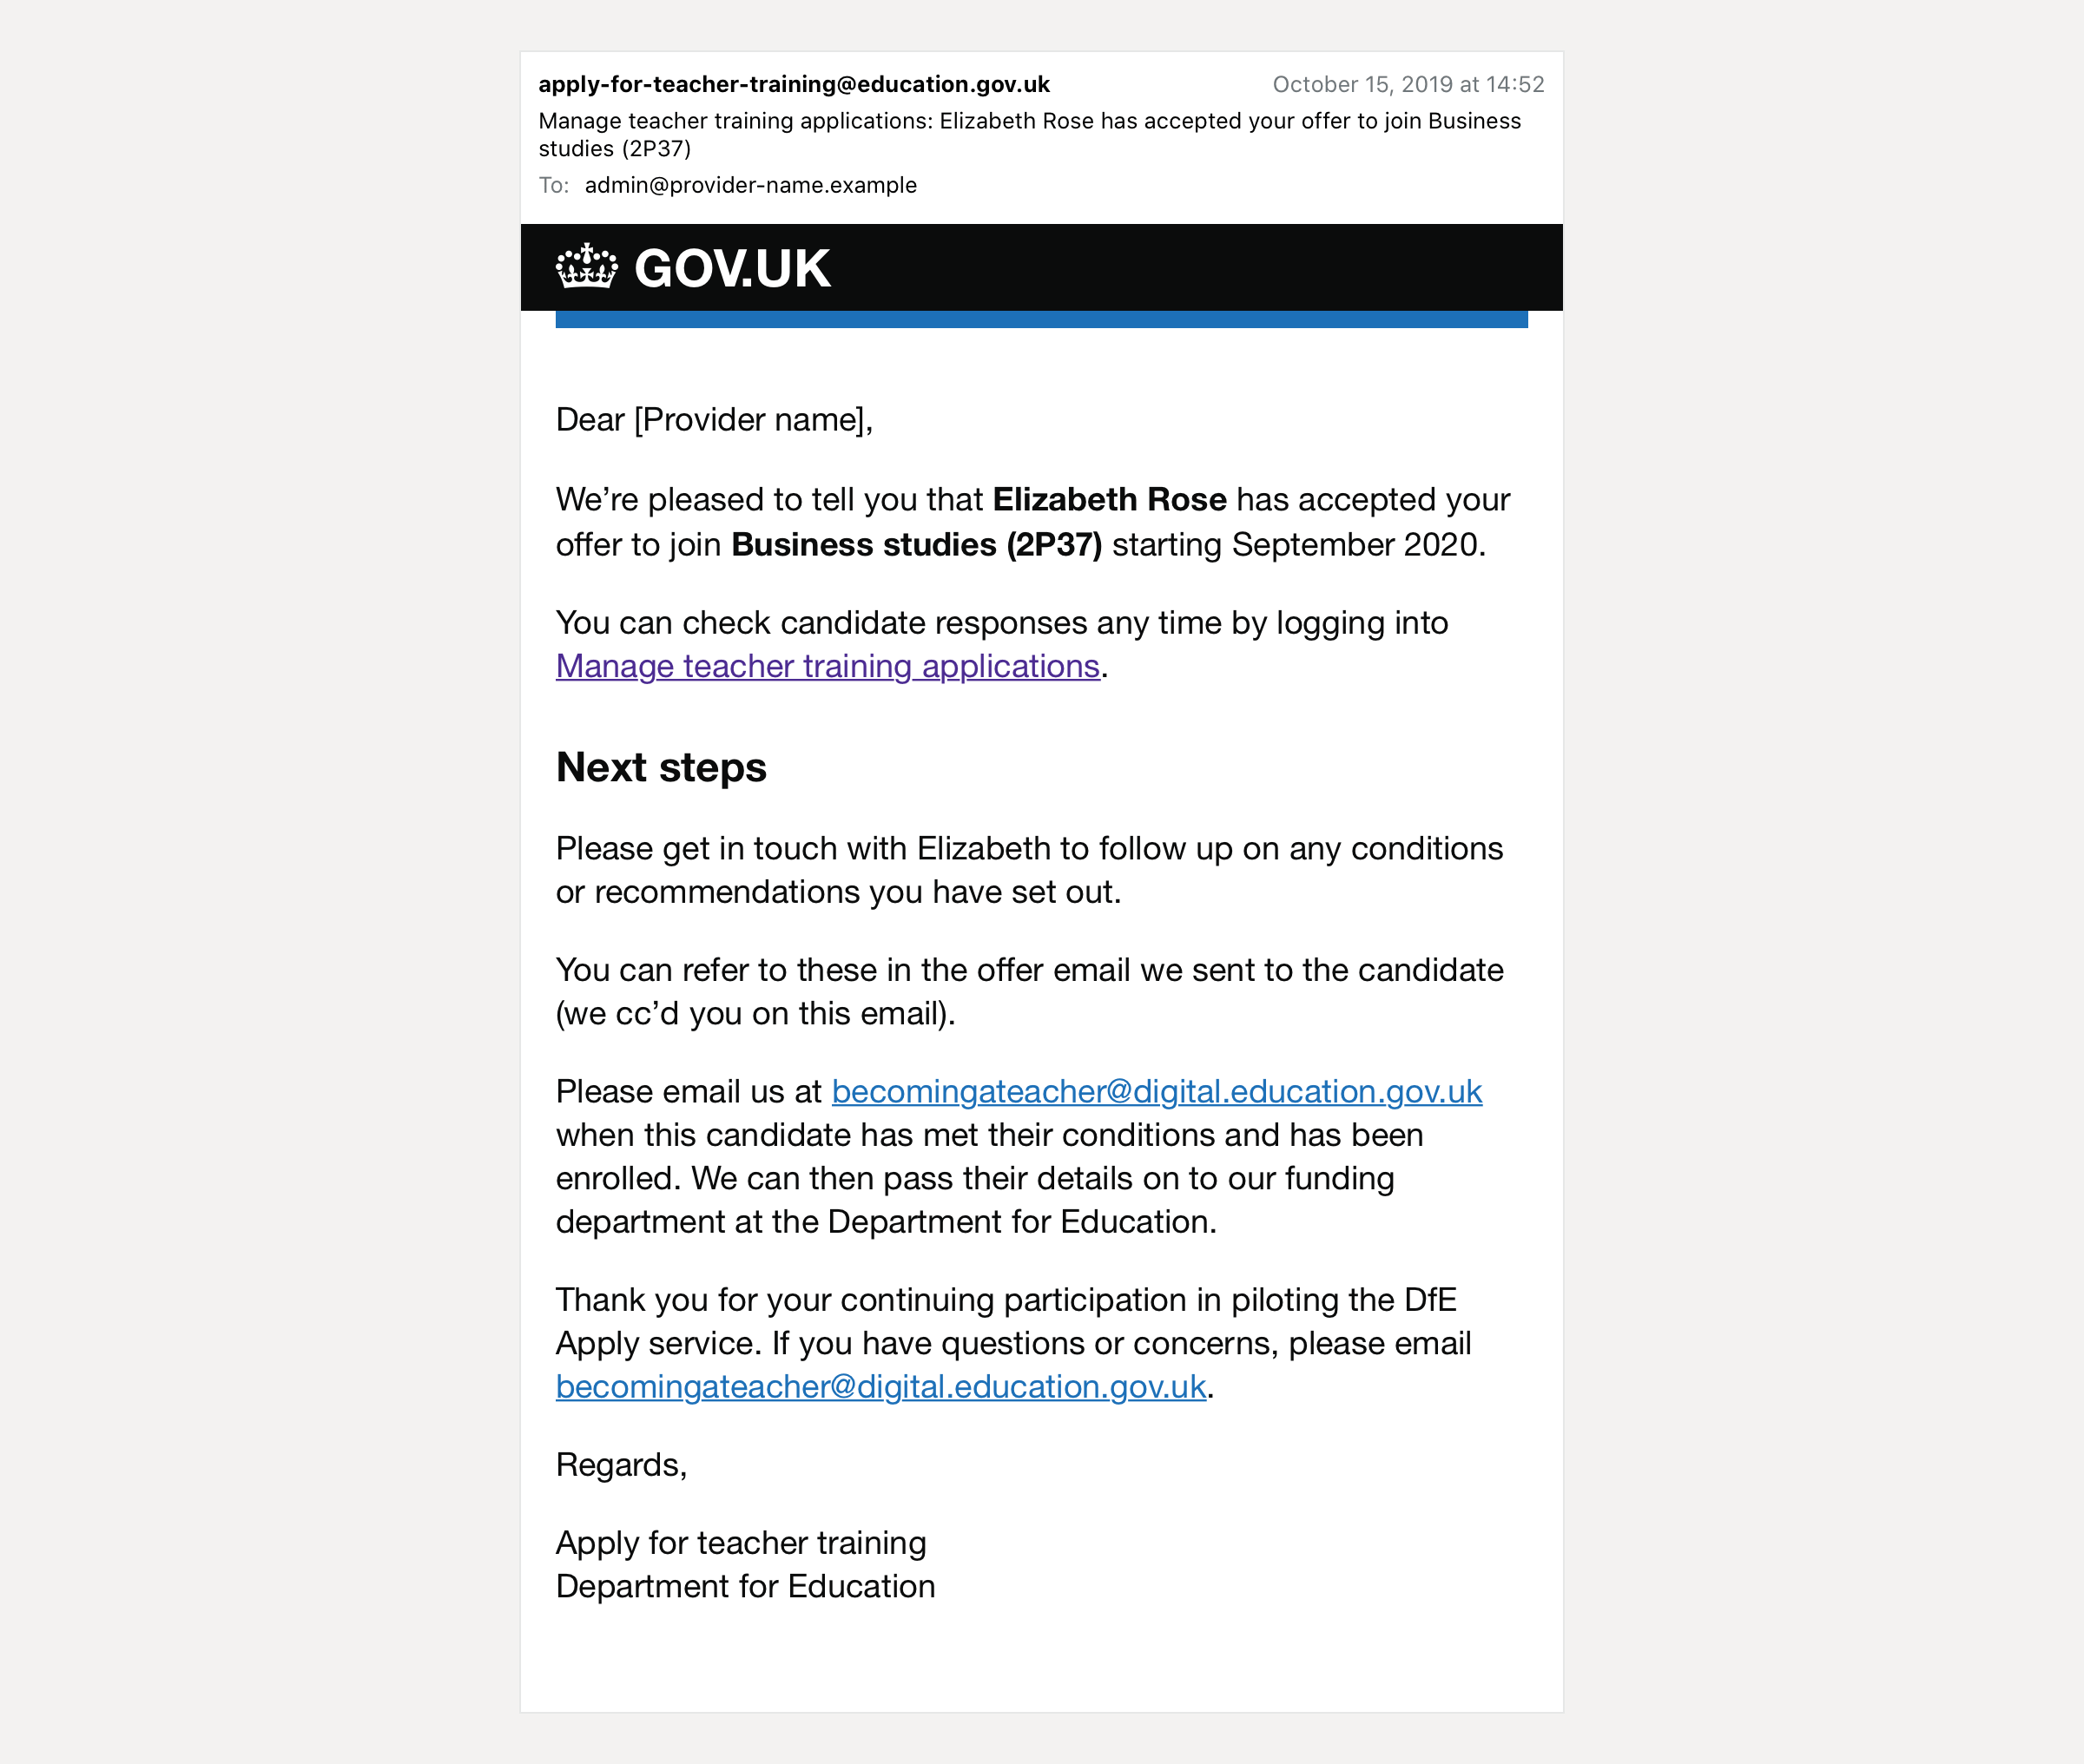 apply-for-teacher-training@education.gov.uk
October 15, 2019 at 14:52
Manage teacher training applications: Elizabeth Rose has accepted your offer to join Business
studies (2P37)
To: admin@provider-name.example
GOV.UK
Dear [Provider name],
We’re pleased to tell you that Elizabeth Rose has accepted your
offer to join Business studies (2P37) starting September 2020.
You can check candidate responses any time by logging into
Manage teacher training applications.
Next steps
Please get in touch with Elizabeth to follow up on any conditions
or recommendations you have set out.
You can refer to these in the offer email we sent to the candidate
(we cc’d you on this email).
Please email us at becomingateacher@digital.education.gov.uk
when this candidate has met their conditions and has been
enrolled. We can then pass their details on to our funding
department at the Department for Education.
Thank you for your continuing participation in piloting the DfE
Apply service. If you have questions or concerns, please email
becomingateacher@digital.education.gov.uk.
Regards,
Apply for teacher training
Department for Education